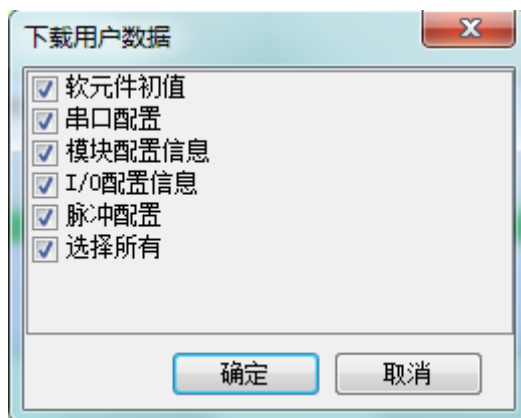 下载用户数据
软元件初值
串口配置
模块配置信息
I/O配置信息
脉冲配置
选择所有
确定
取消